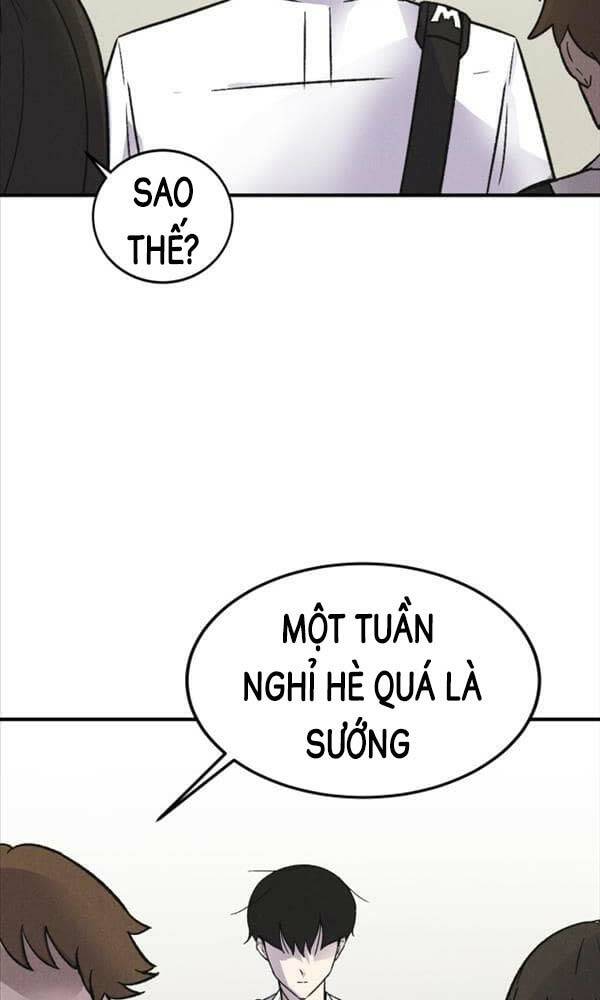 M
SAO
THẾ?
MỘT TUẦN
NGHỈ HÈ QUÁ LÀ
SƯỚNG